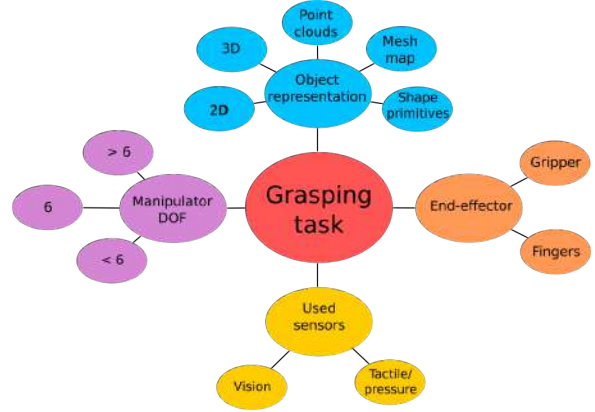 Point
clouds
3D
Mesh
map
Object
representation
2D
Shape
primitives
> 6
6
Manipulator
DOF
< 6
Grasping
task
End-effector
Gripper
Fingers
Used
sensors
Vision
Tactile/
pressure